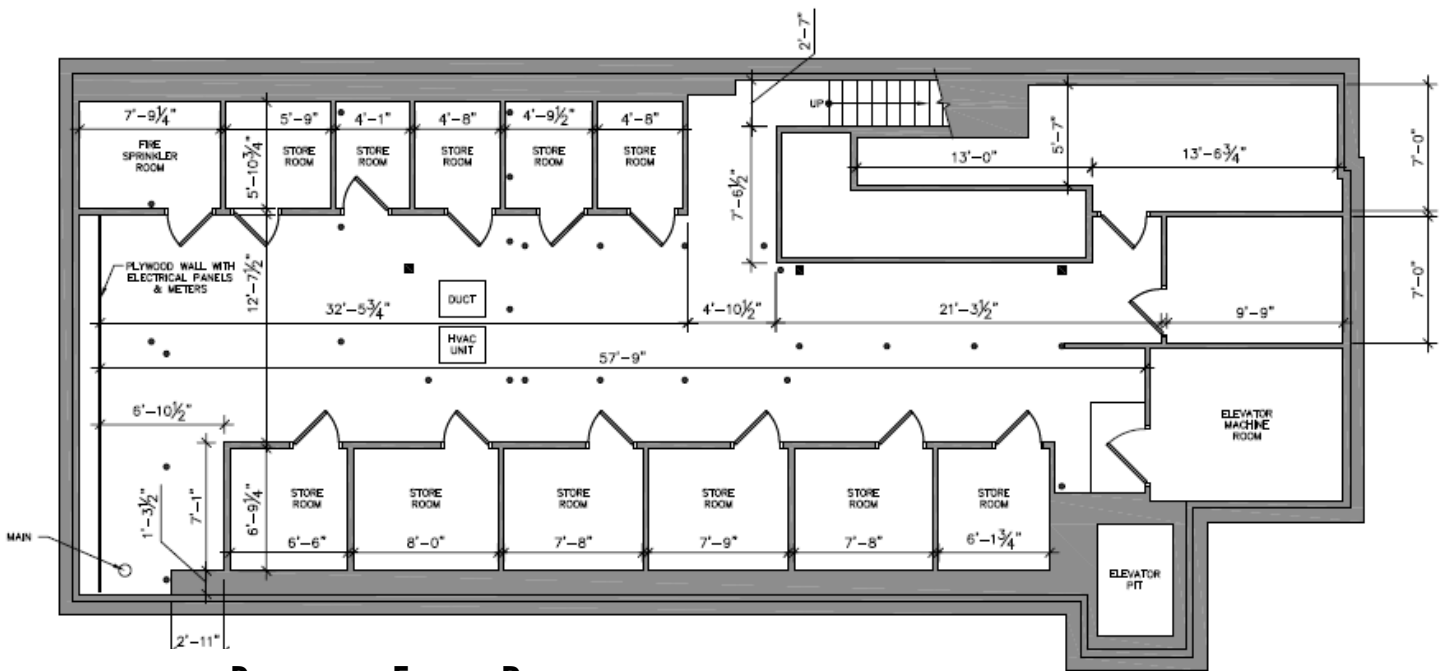 2'-7"
UP
7'-9¼"
5'-9"
4'-1"
4'-8"
4'-9½"
4'-8"
FIRE
SPRINKLER
ROOM
5'-10¾"
STORE
ROOM
STORE
ROOM
STORE
ROOM
STORE
ROOM
STORE
ROOM
13'-0"
5'-7"
13'-6¾"
7'-0"
7'-6½"
PLYWOOD WALL WITH
ELECTRICAL PANELS
& METERS
12'-7½"
DUCT
32'-5¾"
4'-10½"
21'-3½"
9'-9"
7'-0"
HVAC
UNIT
57'-9"
6'-10½"
ELEVATOR
MACHINE
ROOM
1'-3½"
7'-1"
6'-9¼"
STORE
ROOM
STORE
ROOM
STORE
ROOM
STORE
ROOM
STORE
ROOM
STORE
ROOM
MAIN
6'-6"
8'-0"
7'-8"
7'-9"
7'-8"
6'-1¾"
ELEVATOR
PIT
2'-11"